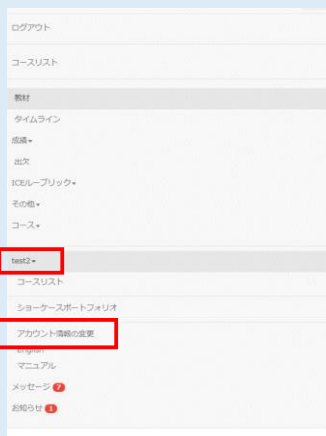 ログアウト
コースリスト
教材
タイムライン
成績▾
出欠
ICEルーブリック▾
その他▾
コース▾
test2▾
コースリスト
ショーケースポートフォリオ
アカウント情報の変更
English
マニュアル
メッセージ 7
お知らせ 1